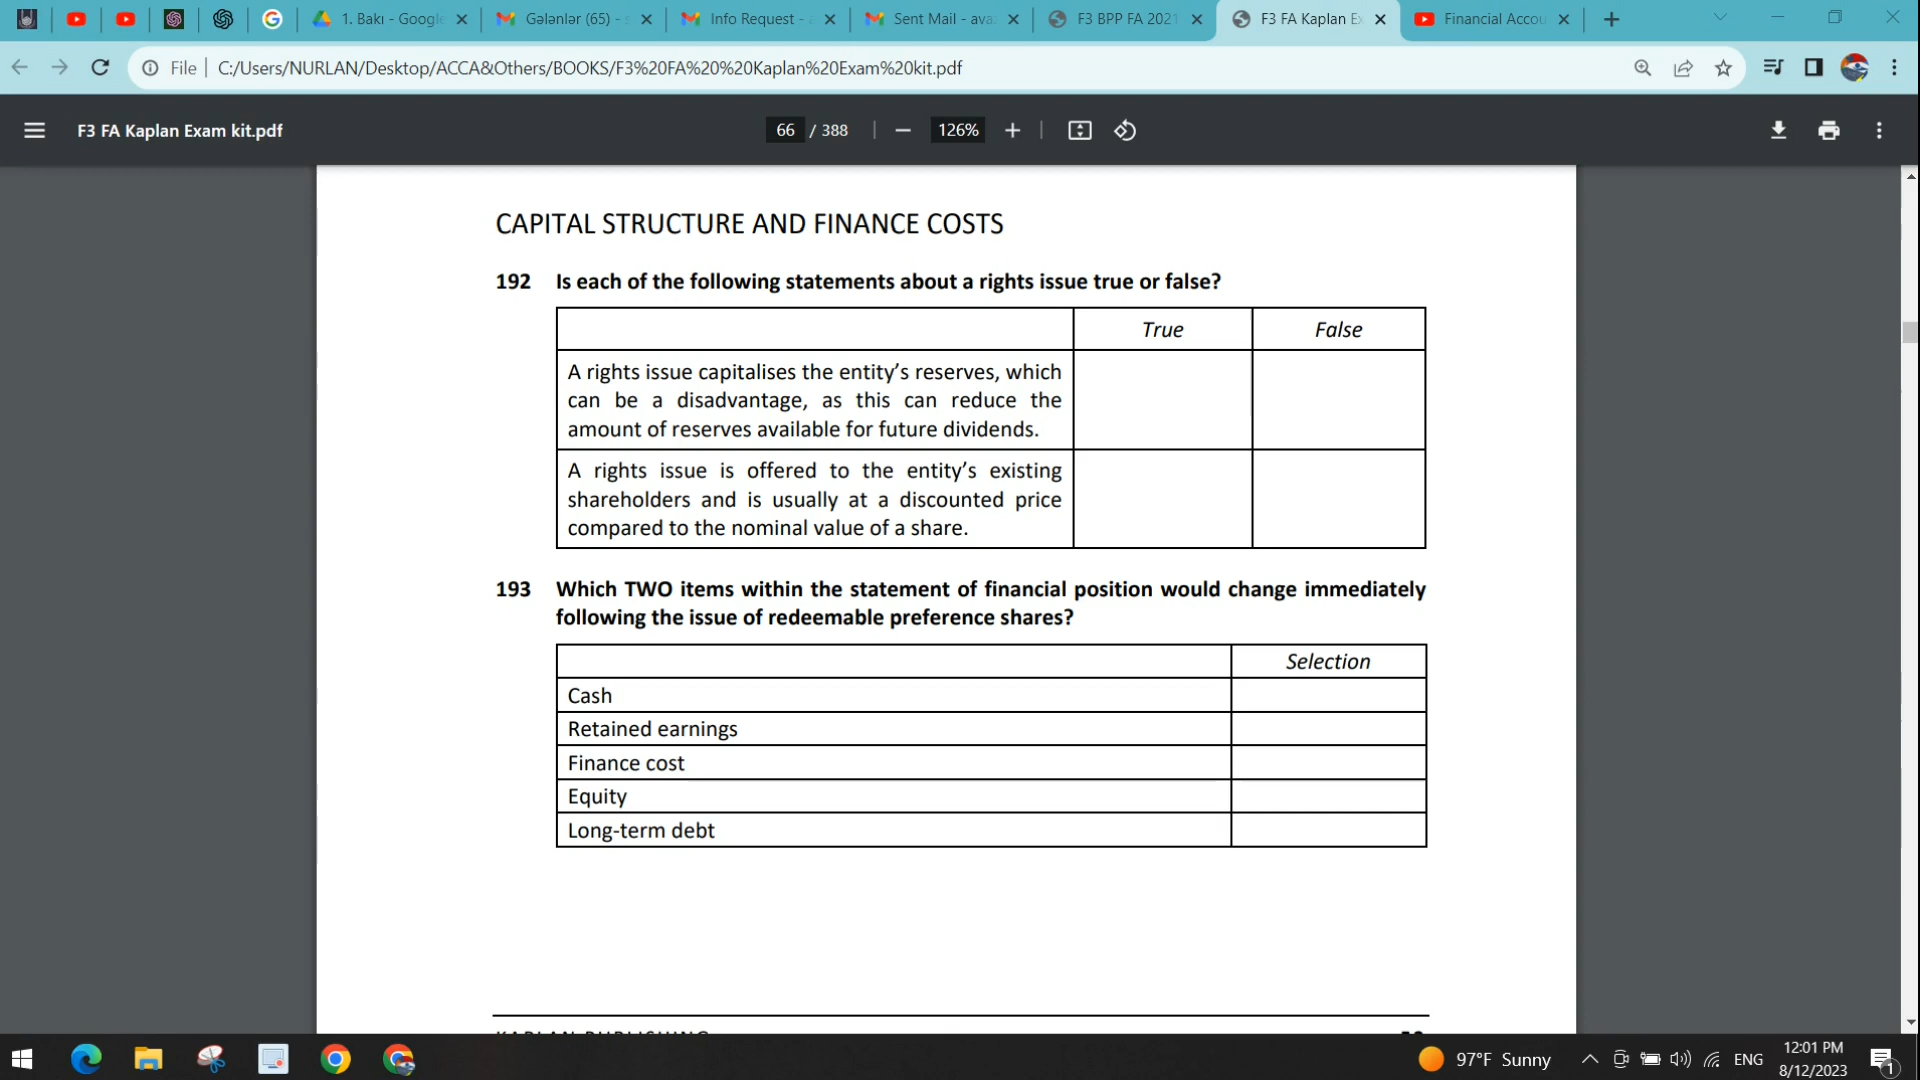 1. Bakı - Google
Gələnlər (65) - s
Info Request - a
Sent Mail - ava
F3 BPP FA 2021
F3 FA Kaplan Ex
Financial Accou
File C:/Users/NURLAN/Desktop/ACCA&Others/BOOKS/F3%20FA%20%20Kaplan%20Exam%20kit.pdf
F3 FA Kaplan Exam kit.pdf
66 / 388
126%
CAPITAL STRUCTURE AND FINANCE COSTS
192 Is each of the following statements about a rights issue true or false?
True False
A rights issue capitalises the entity’s reserves, which
can be a disadvantage, as this can reduce the
amount of reserves available for future dividends.
A rights issue is offered to the entity’s existing
shareholders and is usually at a discounted price
compared to the nominal value of a share.
193 Which TWO items within the statement of financial position would change immediately
following the issue of redeemable preference shares?
Selection
Cash
Retained earnings
Finance cost
Equity
Long-term debt
KAPLAN PUBLISHING
97°F Sunny
ENG
12:01 PM
8/12/2023
1